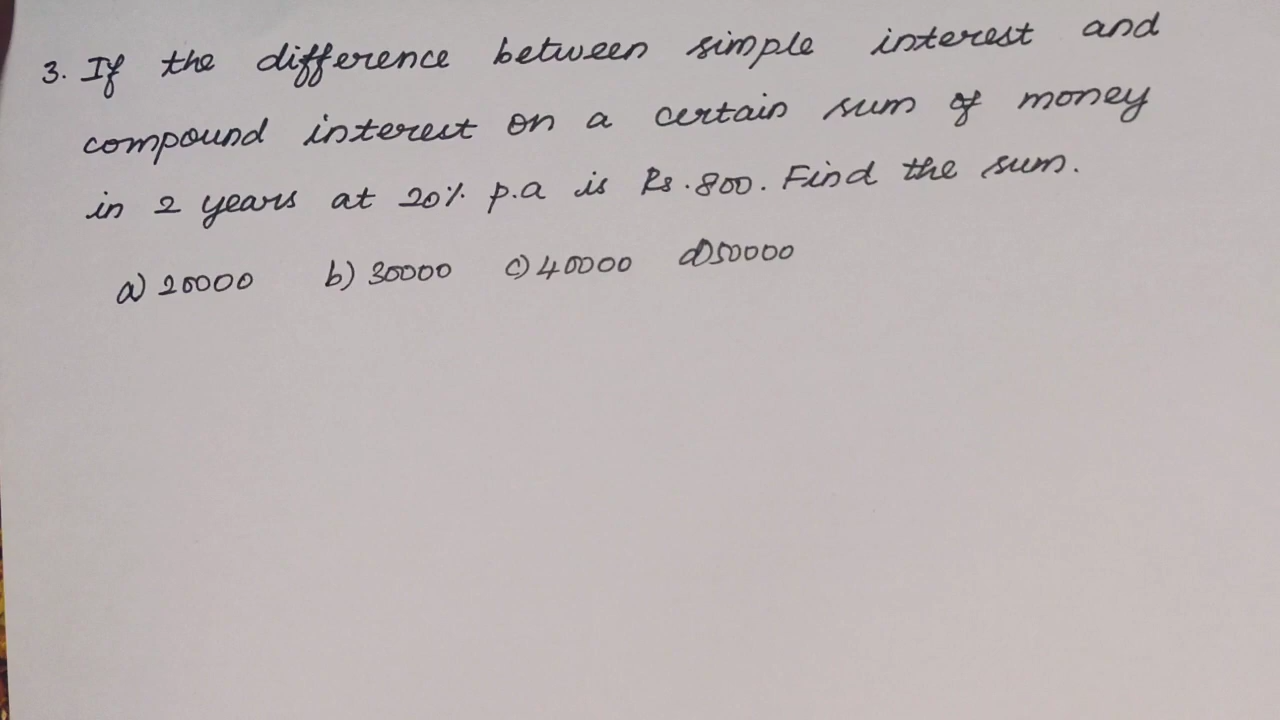 3. If the difference between simple interest and
compound interest on a certain sum of money
in 2 years at 20% p.a is Rs.800. Find the sum.
a) 20000 b) 30000 c) 40000 d) 50000